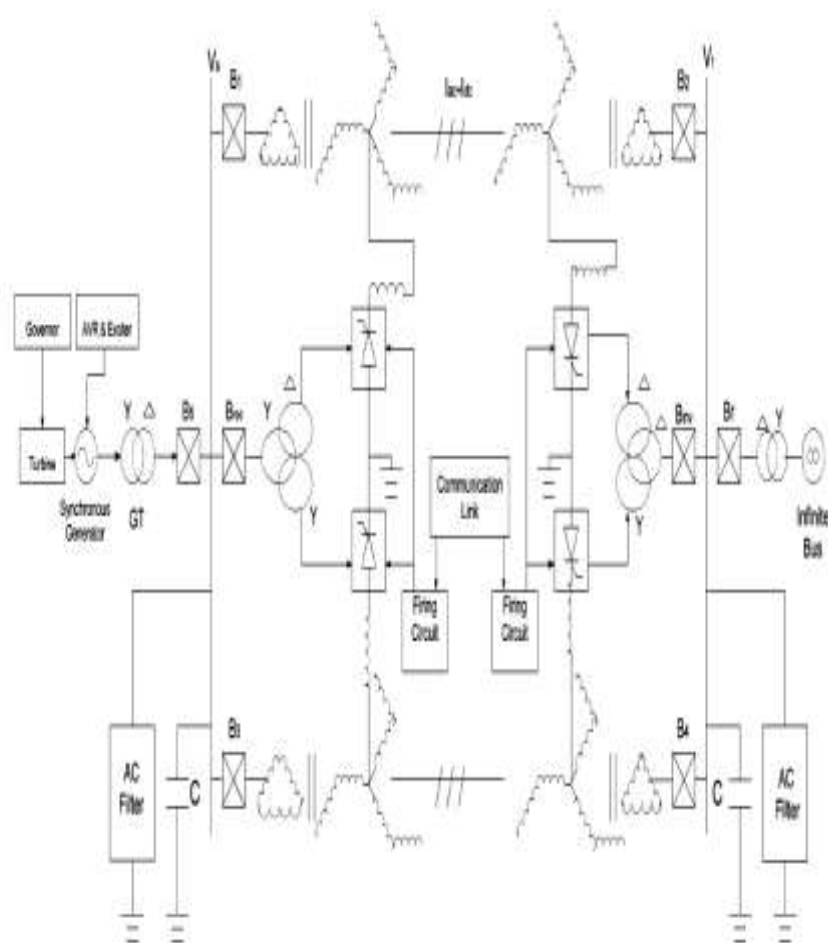 Vs
B1
B2
Vr
Governor
AVR & Exciter
Y
Δ
Bs
Y
Δ
Y
Turbine
Synchronous
Generator
GT
Communication
Link
Firing
Circuit
Firing
Circuit
Δ
Δ
Y
Binv
Br
Δ
Y
Infinite
Bus
B3
B4
AC
Filter
C
C
AC
Filter